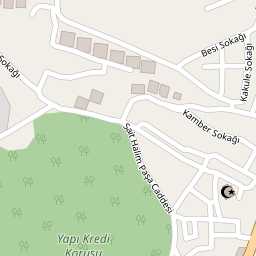 Besi Sokağı
Sokağı
Kakule Sokağı
Kamber Sokağı
Sait Halim Paşa Caddesi
Yapı Kredi
Korusu